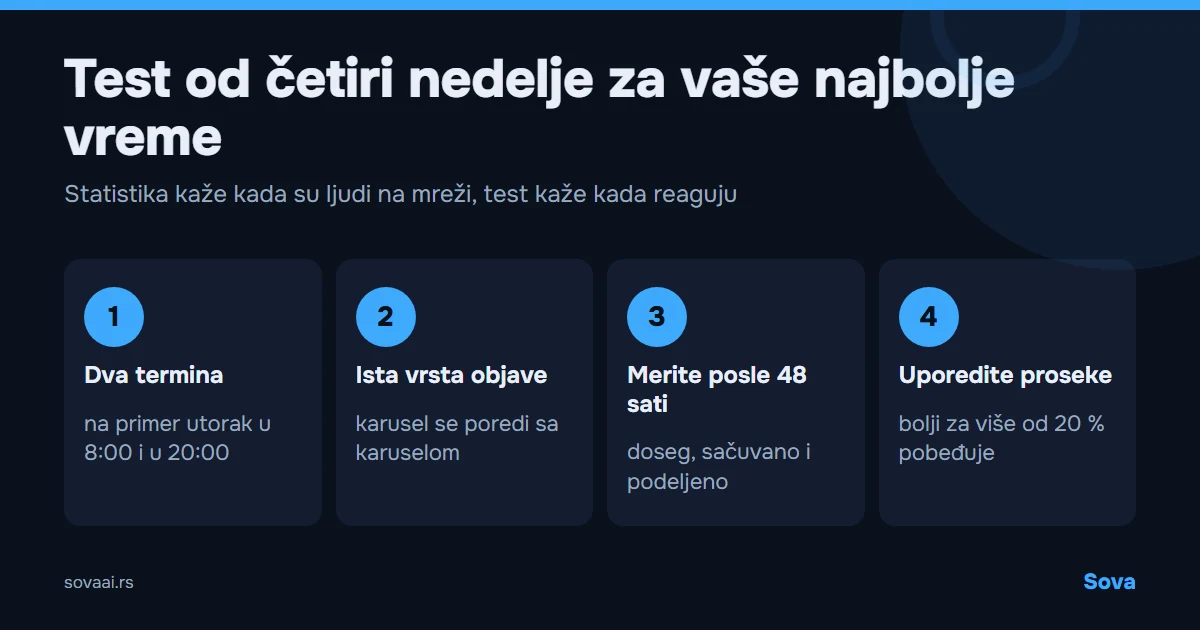 Test od četiri nedelje za vaše najbolje
vreme
Statistika kaže kada su ljudi na mreži, test kaže kada reaguju
1
Dva termina
na primer utorak u
8:00 i u 20:00
2
Ista vrsta objave
karusel se poredi sa
karuselom
3
Merite posle 48
sati
doseg, sačuvano i
podeljeno
4
Uporedite proseke
bolji za više od 20 %
pobeđuje
sovaai.rs
Sova